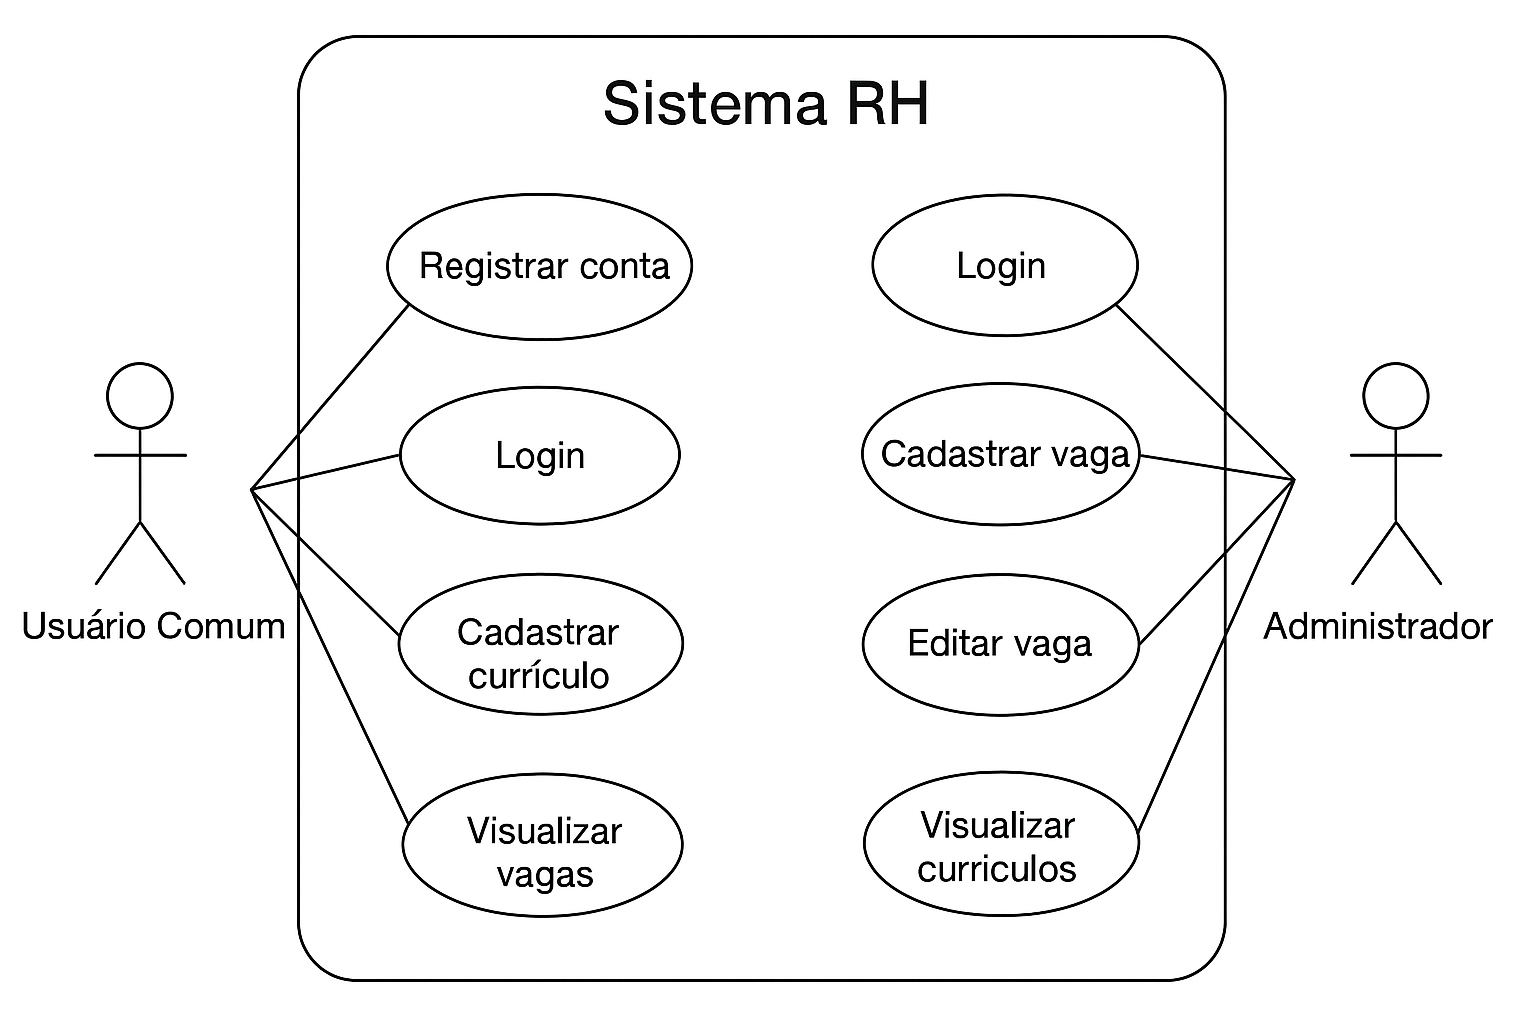 Sistema RH
Registrar conta
Login
Cadastrar
currículo
Visualizar
vagas
Login
Cadastrar vaga
Editar vaga
Visualizar
curriculos
Usuário Comum
Administrador